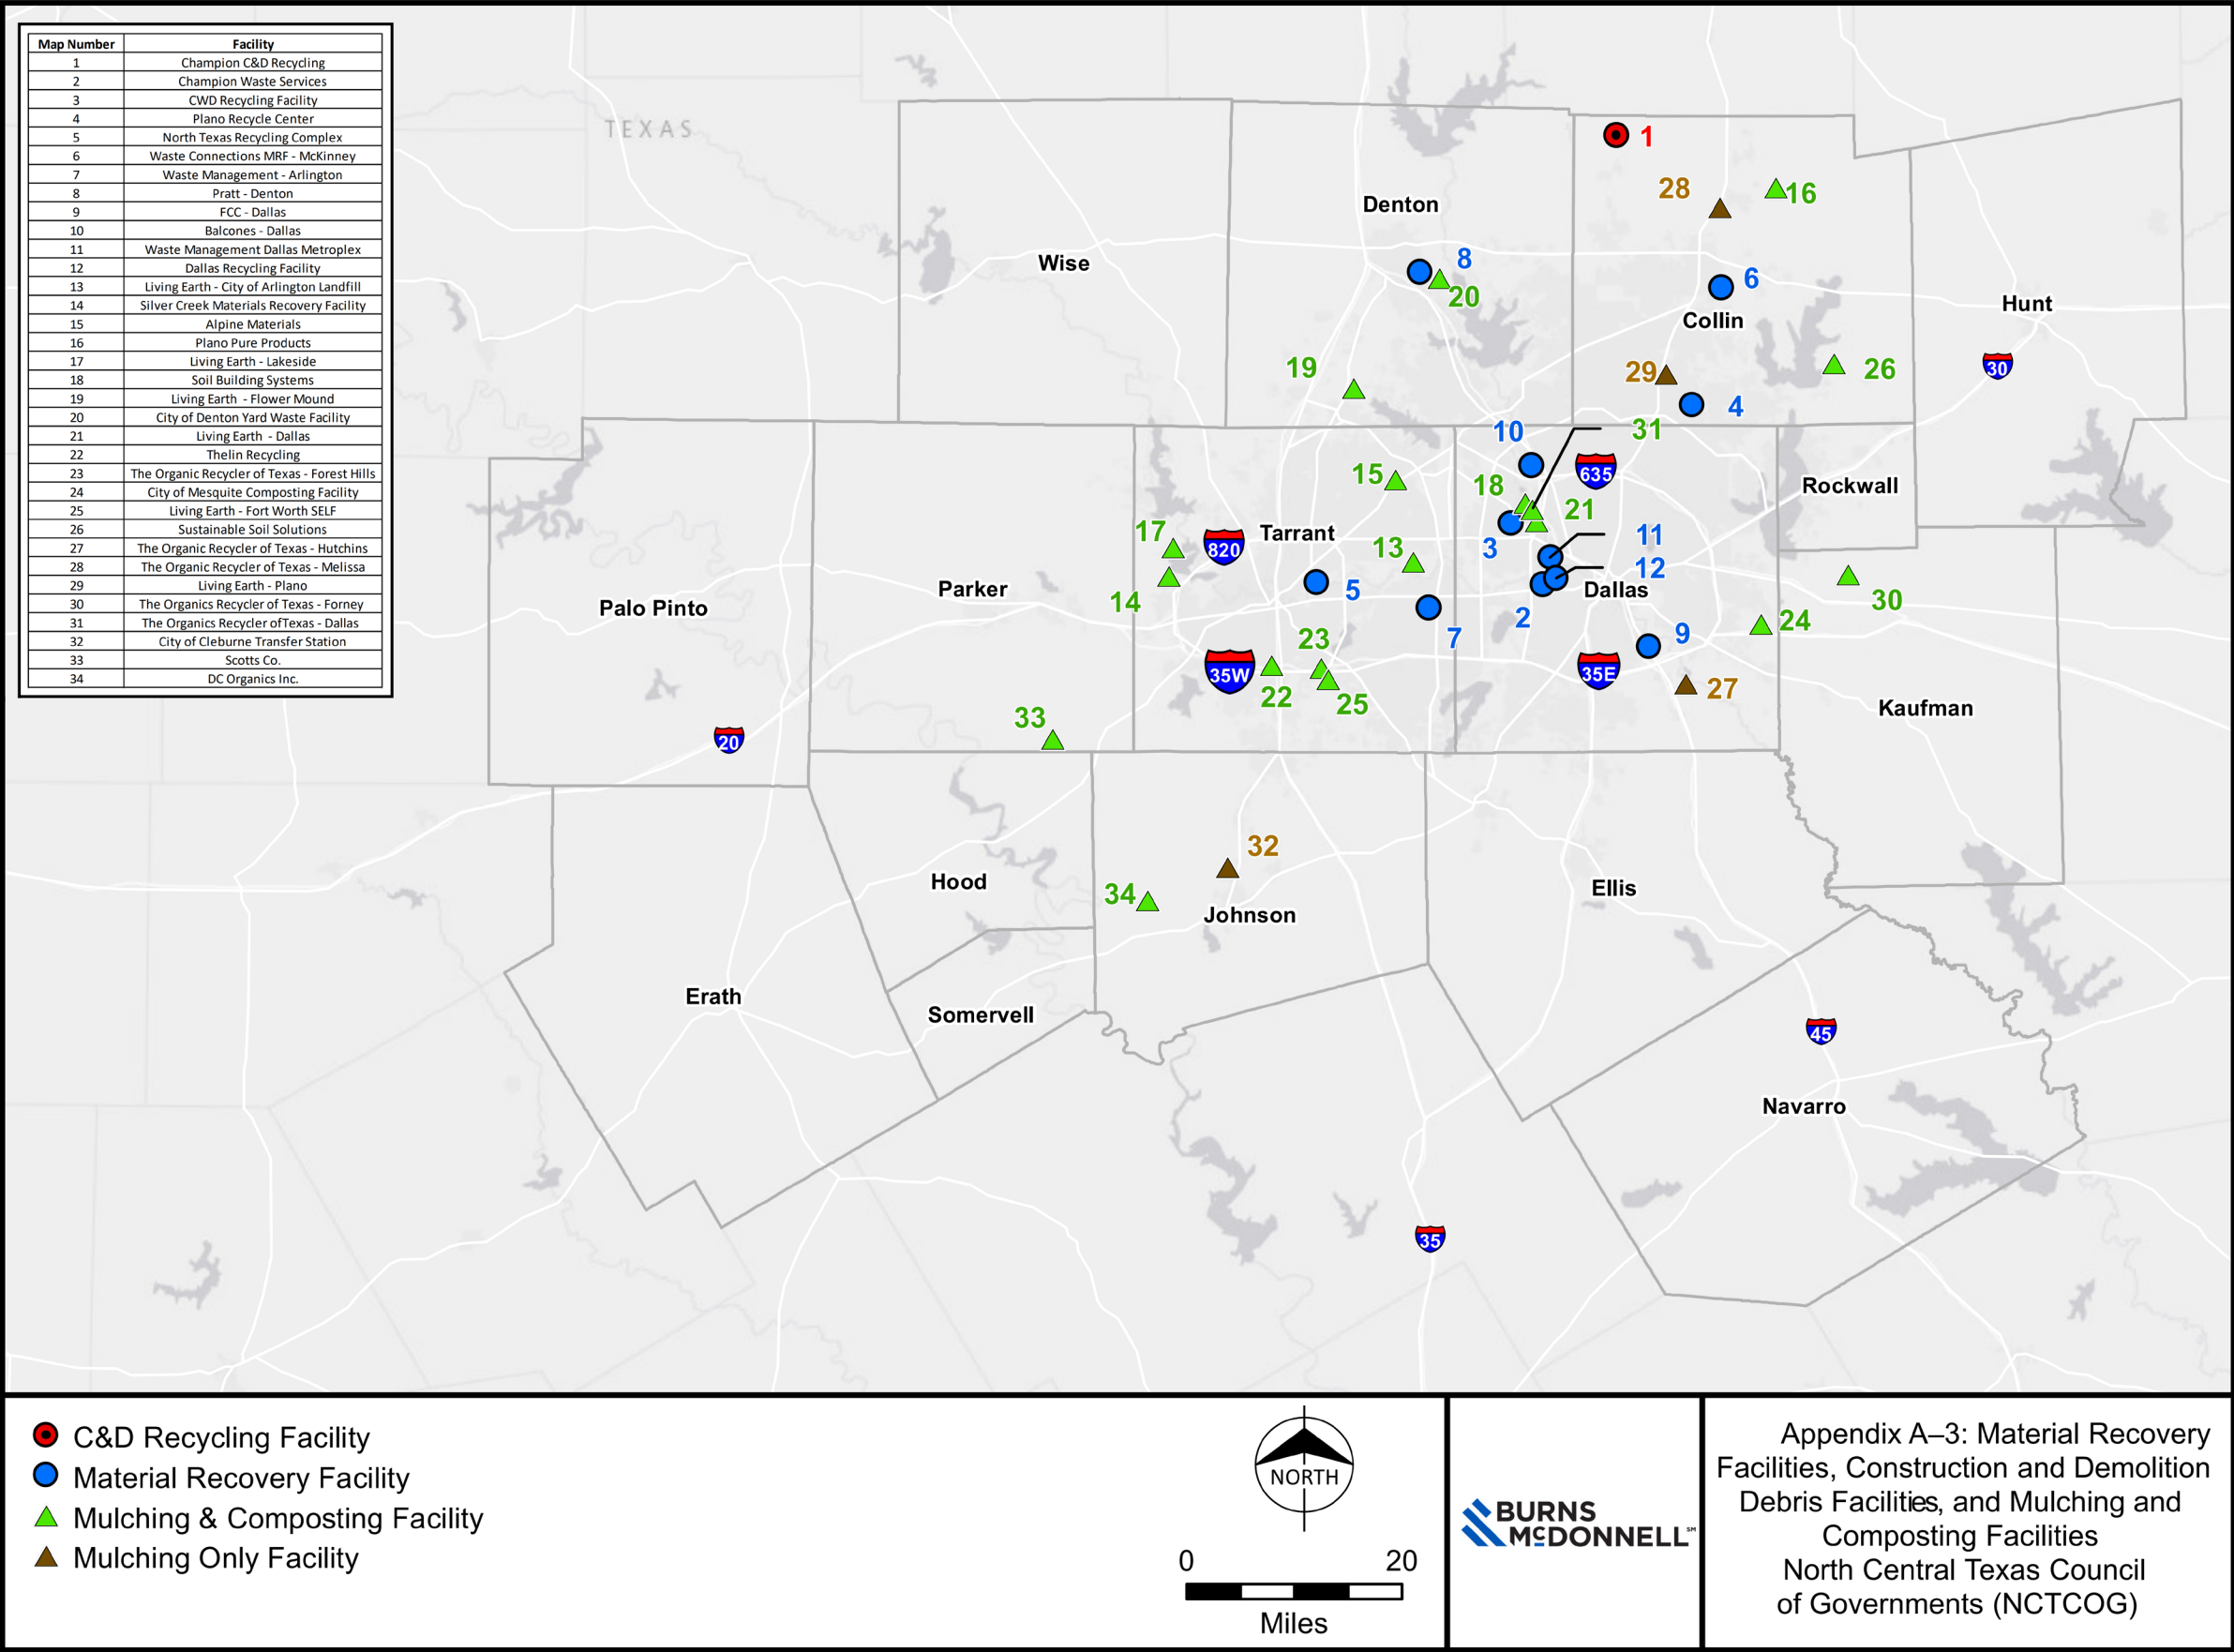 Map Number Facility
1 Champion C&D Recycling
2 Champion Waste Services
3 CWD Recycling Facility
4 Plano Recycle Center
5 North Texas Recycling Complex
6 Waste Connections MRF - McKinney
7 Waste Management - Arlington
8 Pratt - Denton
9 FCC - Dallas
10 Balcones - Dallas
11 Waste Management Dallas Metroplex
12 Dallas Recycling Facility
13 Living Earth - City of Arlington Landfill
14 Silver Creek Materials Recovery Facility
15 Alpine Materials
16 Plano Pure Products
17 Living Earth - Lakeside
18 Soil Building Systems
19 Living Earth - Flower Mound
20 City of Denton Yard Waste Facility
21 Living Earth - Dallas
22 Thelin Recycling
23 The Organic Recycler of Texas - Forest Hills
24 City of Mesquite Composting Facility
25 Living Earth - Fort Worth SELF
26 Sustainable Soil Solutions
27 The Organic Recycler of Texas - Hutchins
28 The Organic Recycler of Texas - Melissa
29 Living Earth - Plano
30 The Organics Recycler of Texas - Forney
31 The Organics Recycler ofTexas - Dallas
32 City of Cleburne Transfer Station
33 Scotts Co.
34 DC Organics Inc.
TEXAS
1
28
16
Denton
8
Wise
6
20
Hunt
Collin
30
19
29
26
4
10
31
15
635
18
Rockwall
21
17
Tarrant
11
820
13
3
12
Parker
5
Dallas
14
Palo Pinto
30
2
24
23
7
9
35W
35E
27
22
25
Kaufman
33
20
32
Hood
34
Ellis
Johnson
Erath
Somervell
45
Navarro
35
C&D Recycling Facility
Material Recovery Facility
Mulching & Composting Facility
Mulching Only Facility
NORTH
0 20
Miles
BURNS
McDONNELL SM
Appendix A–3: Material Recovery
Facilities, Construction and Demolition
Debris Facilities, and Mulching and
Composting Facilities
North Central Texas Council
of Governments (NCTCOG)